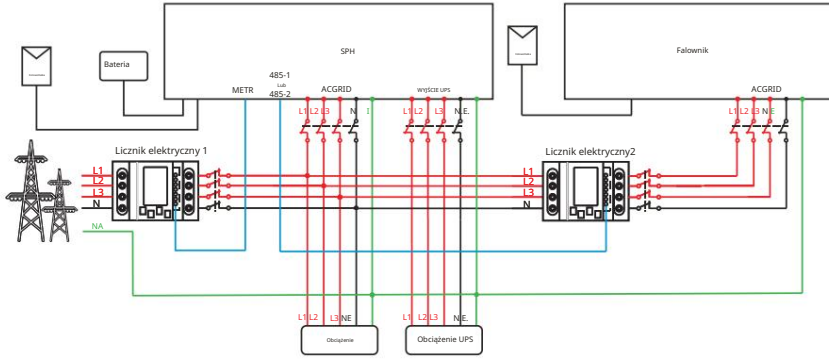 SPH
Falownik
Bateria
METR
485-1
Lub
485-2
ACGRID
WYJŚCIE UPS
ACGRID
L1 L2 L3 N
L1 L2 L3 N.E.
L1 L2 L3 N E
Licznik elektryczny 1
Licznik elektryczny2
L1
L2
L3
N
NA
L1
L2
L3
N
L1 L2 L3 NE
L1 L2 L3 N.E.
Obciążenie
Obciążenie UPS